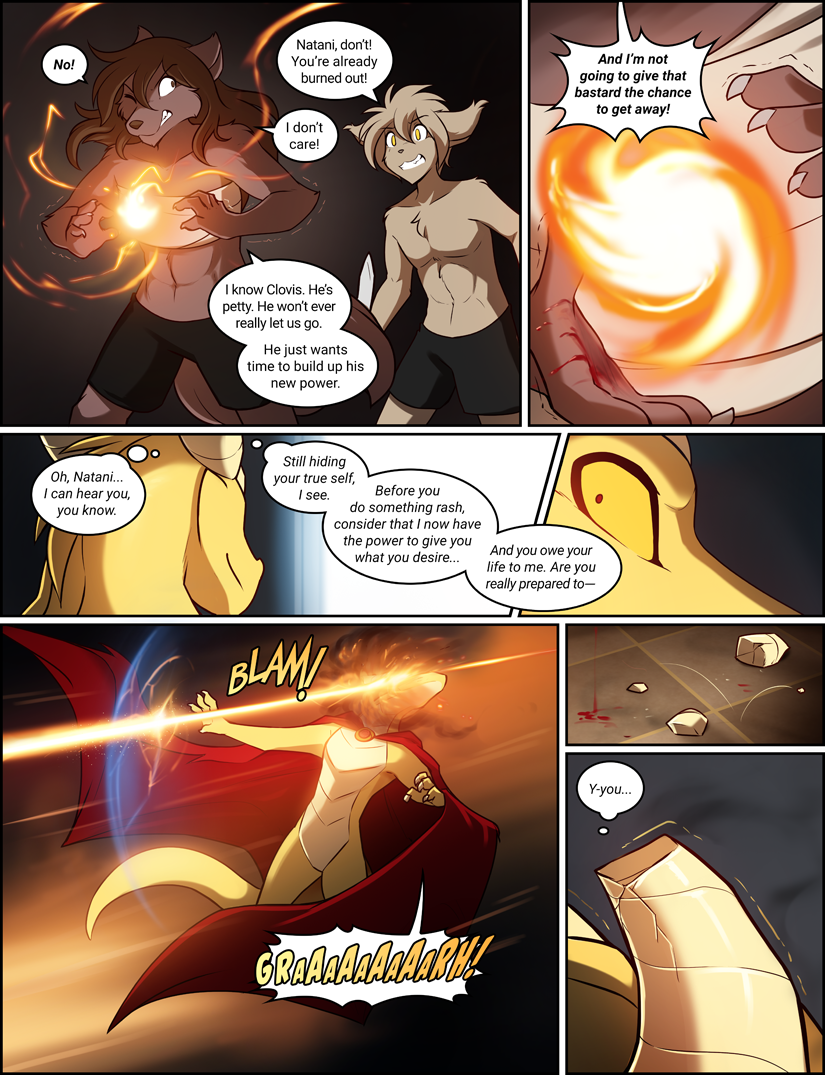 No!
Natani, don't!
You're already
burned out!
I don't
care!
I know Clovis. He's
petty. He won't ever
really let us go.
He just wants
time to build up his
new power.
And I'm not
going to give that
bastard the chance
to get away!
Oh, Natani...
I can hear you,
you know.
Still hiding
your true self,
I see.
Before you
do something rash,
consider that I now have
the power to give you
what you desire...
And you owe your
life to me. Are you
really prepared to—
BLAM!
GRAAAAAAAARH!
Y-you...